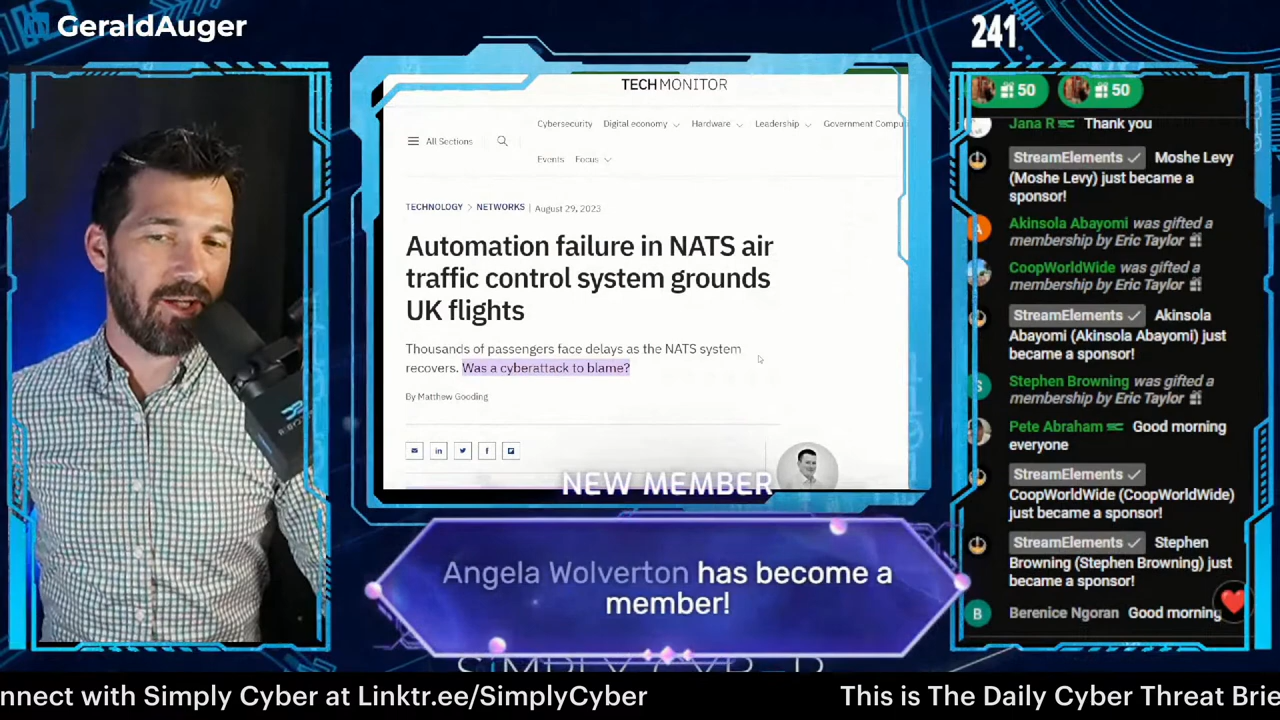 GeraldAuger
241
TECHMONITOR
Cybersecurity Digital economy Hardware Leadership Government Compu
All Sections
Events Focus
TECHNOLOGY > NETWORKS | August 29, 2023
Automation failure in NATS air
traffic control system grounds
UK flights
Thousands of passengers face delays as the NATS system
recovers. Was a cyberattack to blame?
By Matthew Gooding
NEW MEMBER
Angela Wolverton has become a
member!
SIMPLY CYBER
50 50
Jana R Thank you
StreamElements Moshe Levy
(Moshe Levy) just became a
sponsor!
Akinsola Abayomi was gifted a
membership by Eric Taylor
CoopWorldWide was gifted a
membership by Eric Taylor
StreamElements Akinsola
Abayomi (Akinsola Abayomi) just
became a sponsor!
Stephen Browning was gifted a
membership by Eric Taylor
Pete Abraham Good morning
everyone
StreamElements
CoopWorldWide (CoopWorldWide)
just became a sponsor!
StreamElements Stephen
Browning (Stephen Browning) just
became a sponsor!
Berenice Ngoran Good morning
nnect with Simply Cyber at Linktr.ee/SimplyCyber This is The Daily Cyber Threat Brie